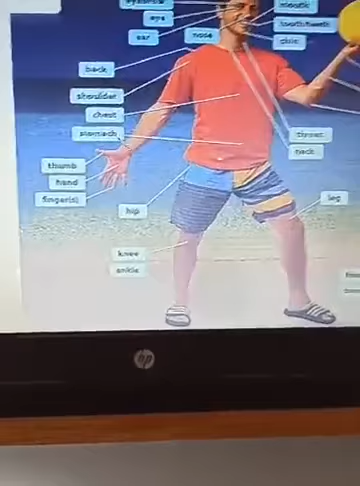 mouth
eye
tooth/teeth
ear
nose
chin
back
shoulder
chest
stomach
throat
neck
thumb
hand
finger(s)
leg
hip
knee
ankle
hp